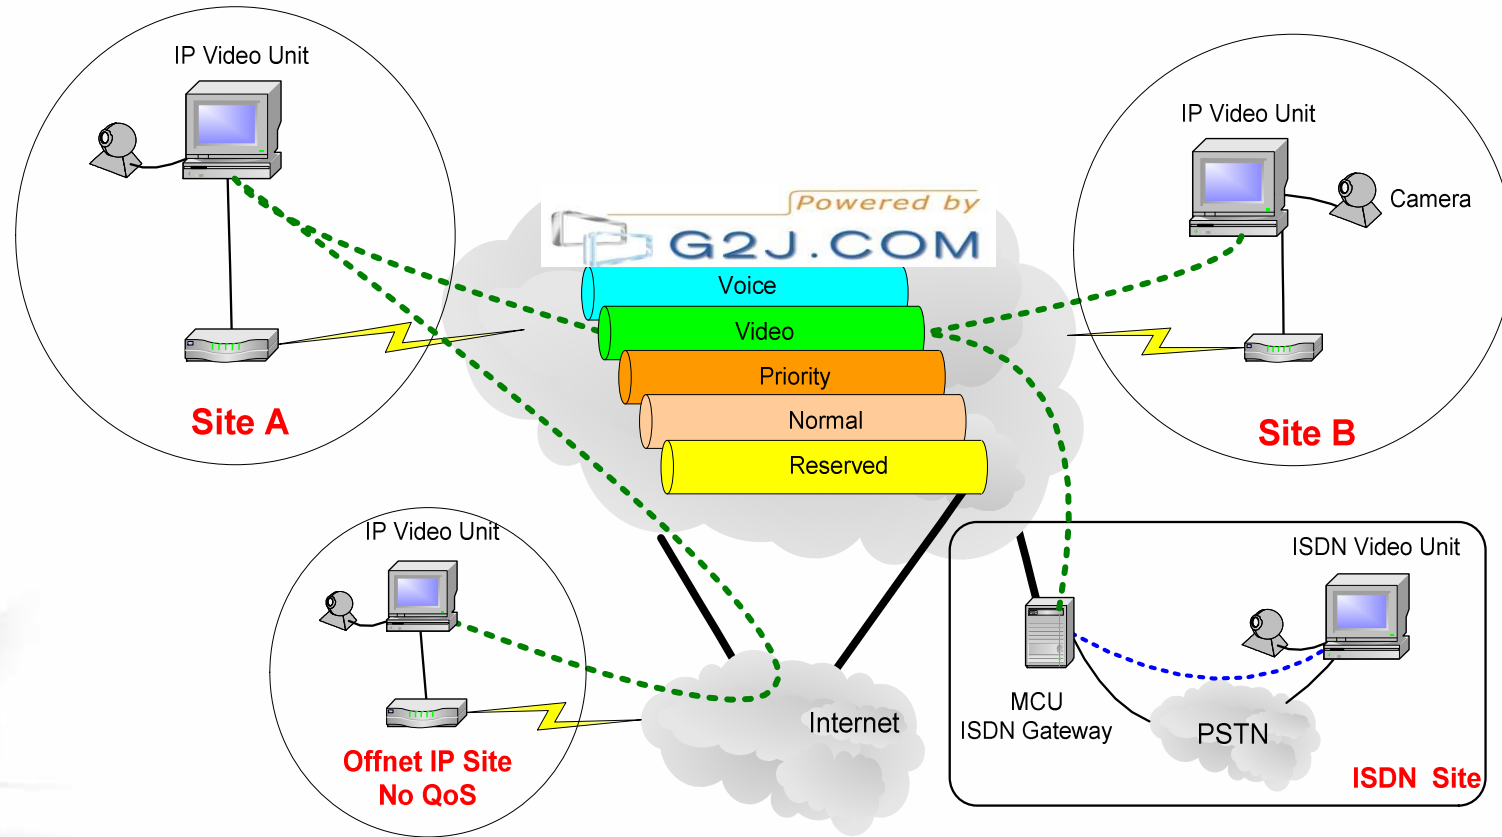 IP Video Unit
IP Video Unit
Camera
Powered by
G2J.COM
Voice
Video
Priority
Normal
Reserved
Site A
Site B
IP Video Unit
ISDN Video Unit
MCU
ISDN Gateway
PSTN
Internet
Offnet IP Site
No QoS
ISDN Site